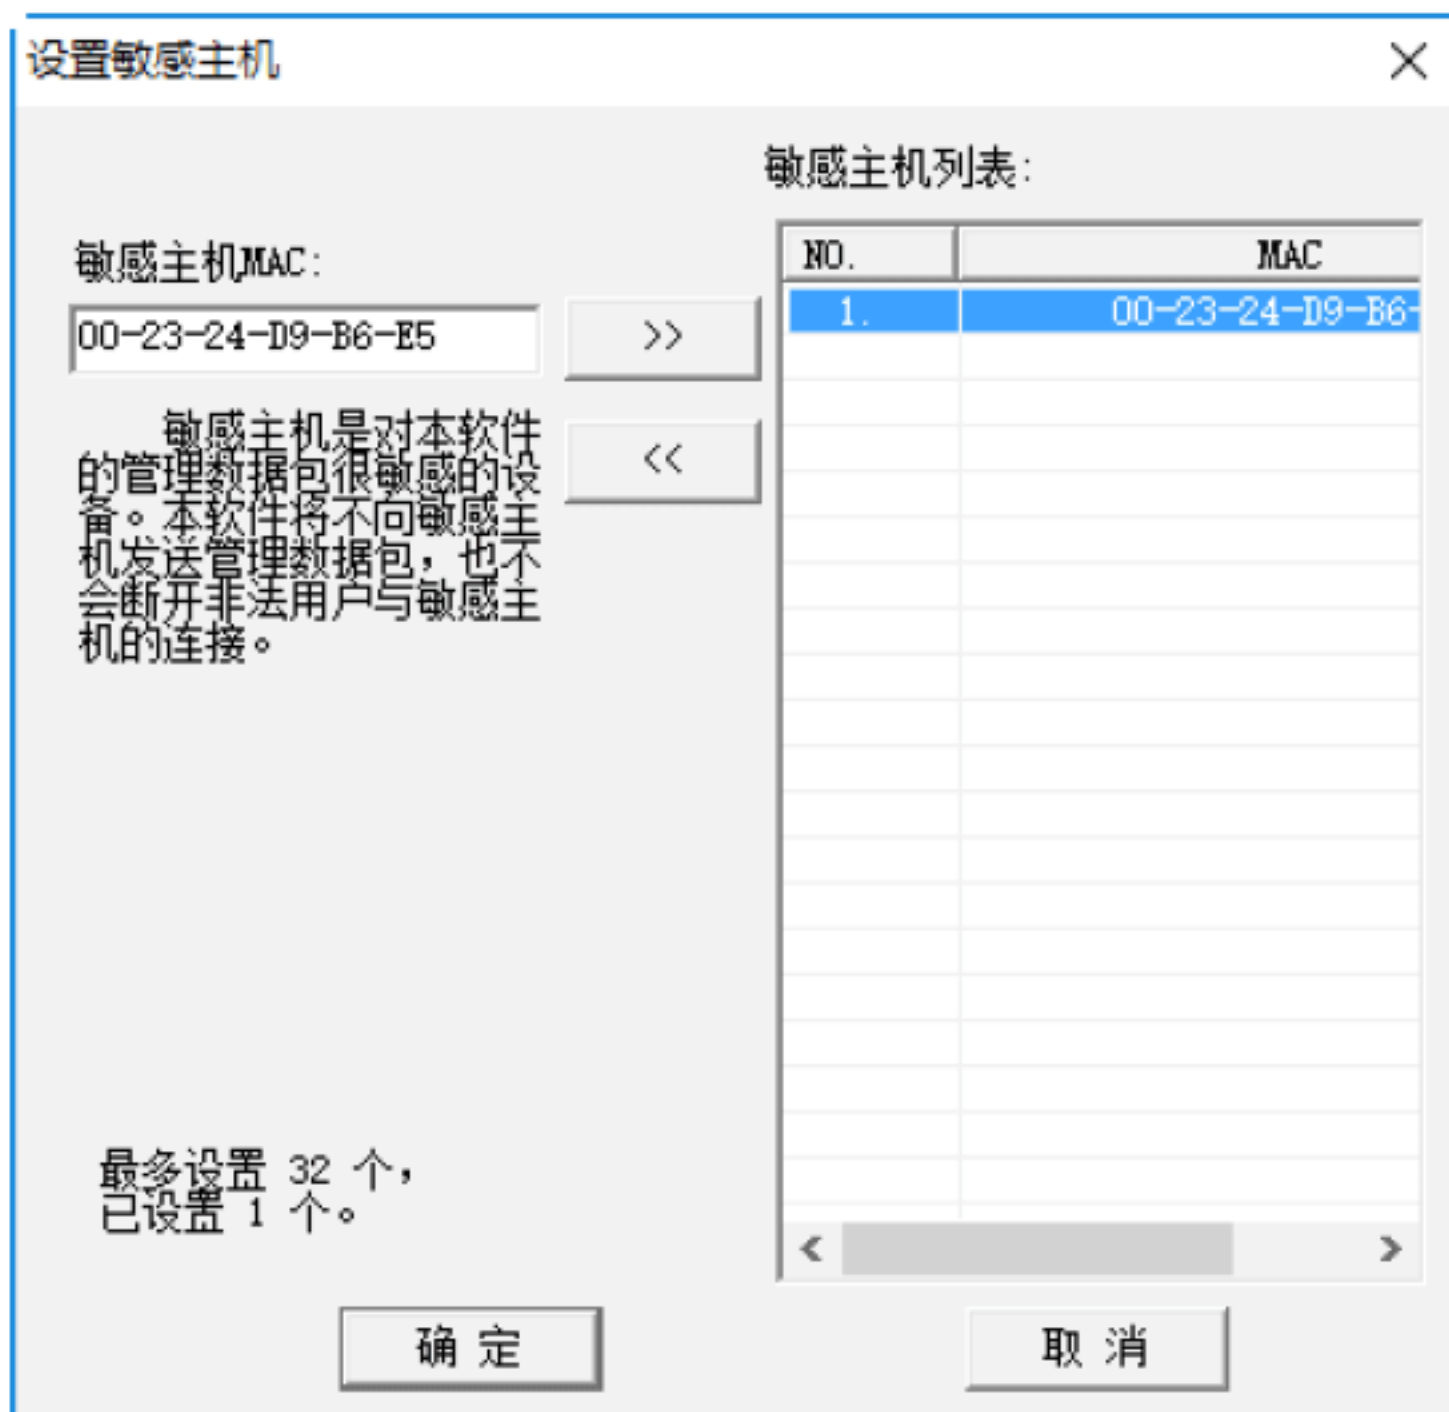 设置敏感主机
敏感主机列表:
敏感主机MAC:
NO.
MAC
00-23-24-D9-B6-E5
>>
1.
00-23-24-D9-B6-
<<
敏感主机是对本软件
的管理数据包很敏感的设
备。本软件将不向敏感主
机发送管理数据包，也不
会断开非法用户与敏感主
机的连接。
最多设置 32 个，
已设置 1 个。
确 定
取 消